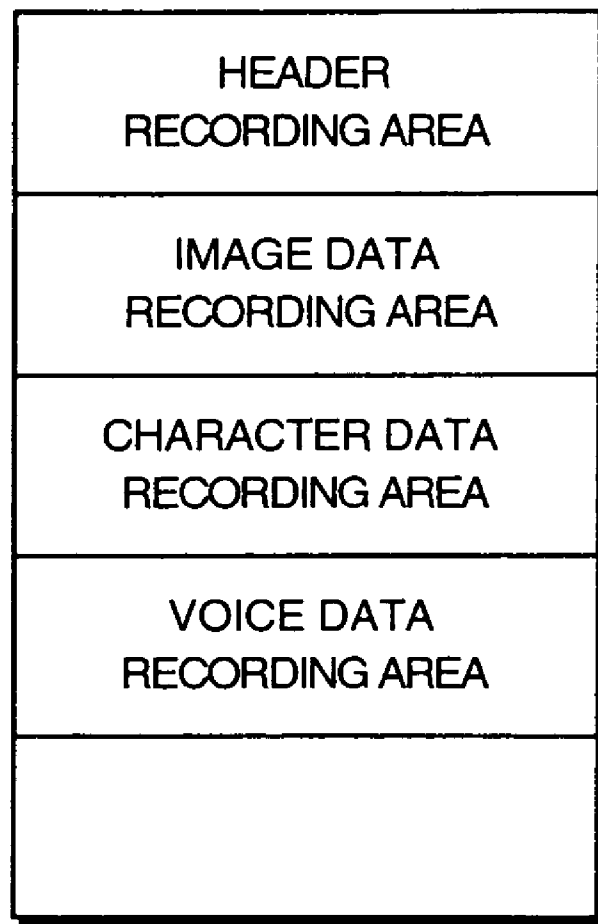 HEADER
RECORDING AREA
IMAGE DATA
RECORDING AREA
CHARACTER DATA
RECORDING AREA
VOICE DATA
RECORDING AREA